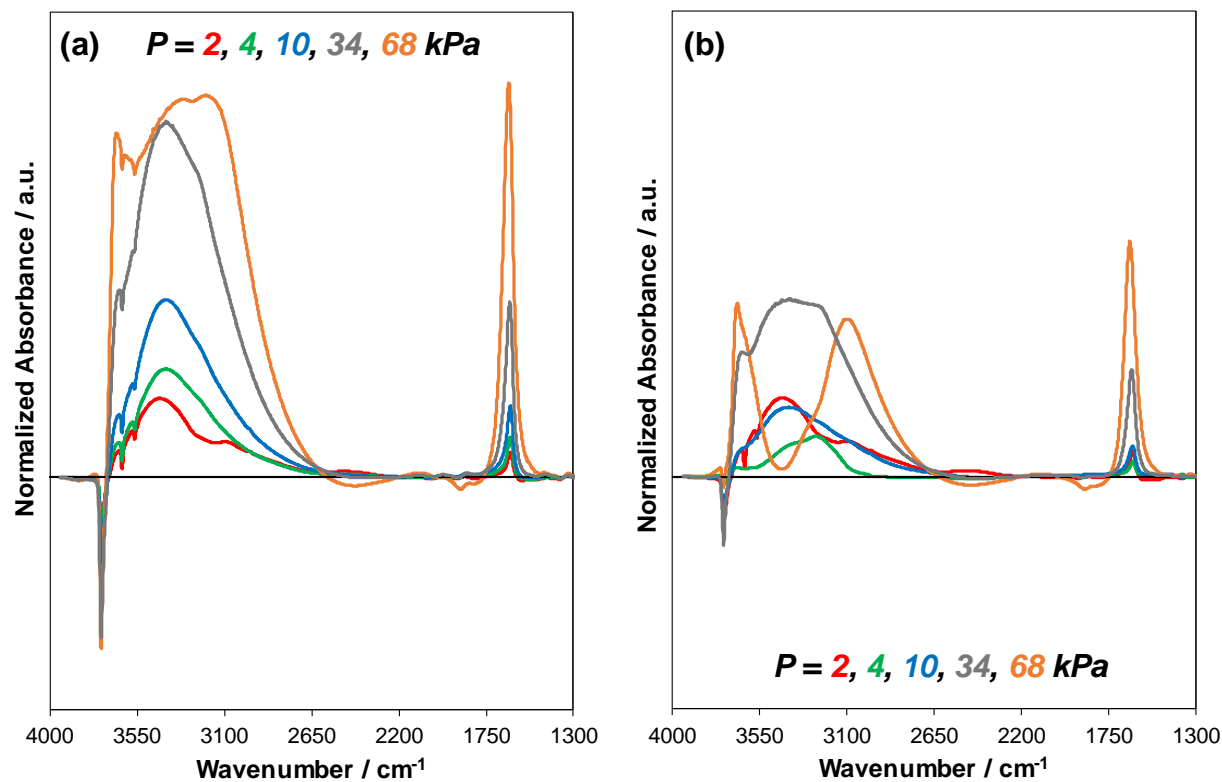 (a) P = 2, 4, 10, 34, 68 kPa
Normalized Absorbance / a.u.
4000 3550 3100 2650 2200 1750 1300
Wavenumber / cm⁻¹
(b)
Normalized Absorbance / a.u.
P = 2, 4, 10, 34, 68 kPa
4000 3550 3100 2650 2200 1750 1300
Wavenumber / cm⁻¹